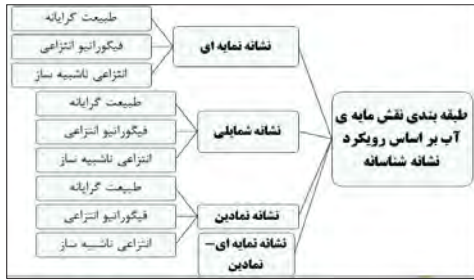 طبقه بندی نقش مایه ی
آب بر اساس رویکرد
نشانه شناسانه
نشانه نمایه ای
طبیعت گرایانه
فیگوراتیو انتزاعی
انتزاعی ناشبیه ساز
نشانه شمایلی
طبیعت گرایانه
فیگوراتیو انتزاعی
انتزاعی ناشبیه ساز
نشانه نمادین
طبیعت گرایانه
فیگوراتیو انتزاعی
انتزاعی ناشبیه ساز
نشانه نمایه ای–
نمادین